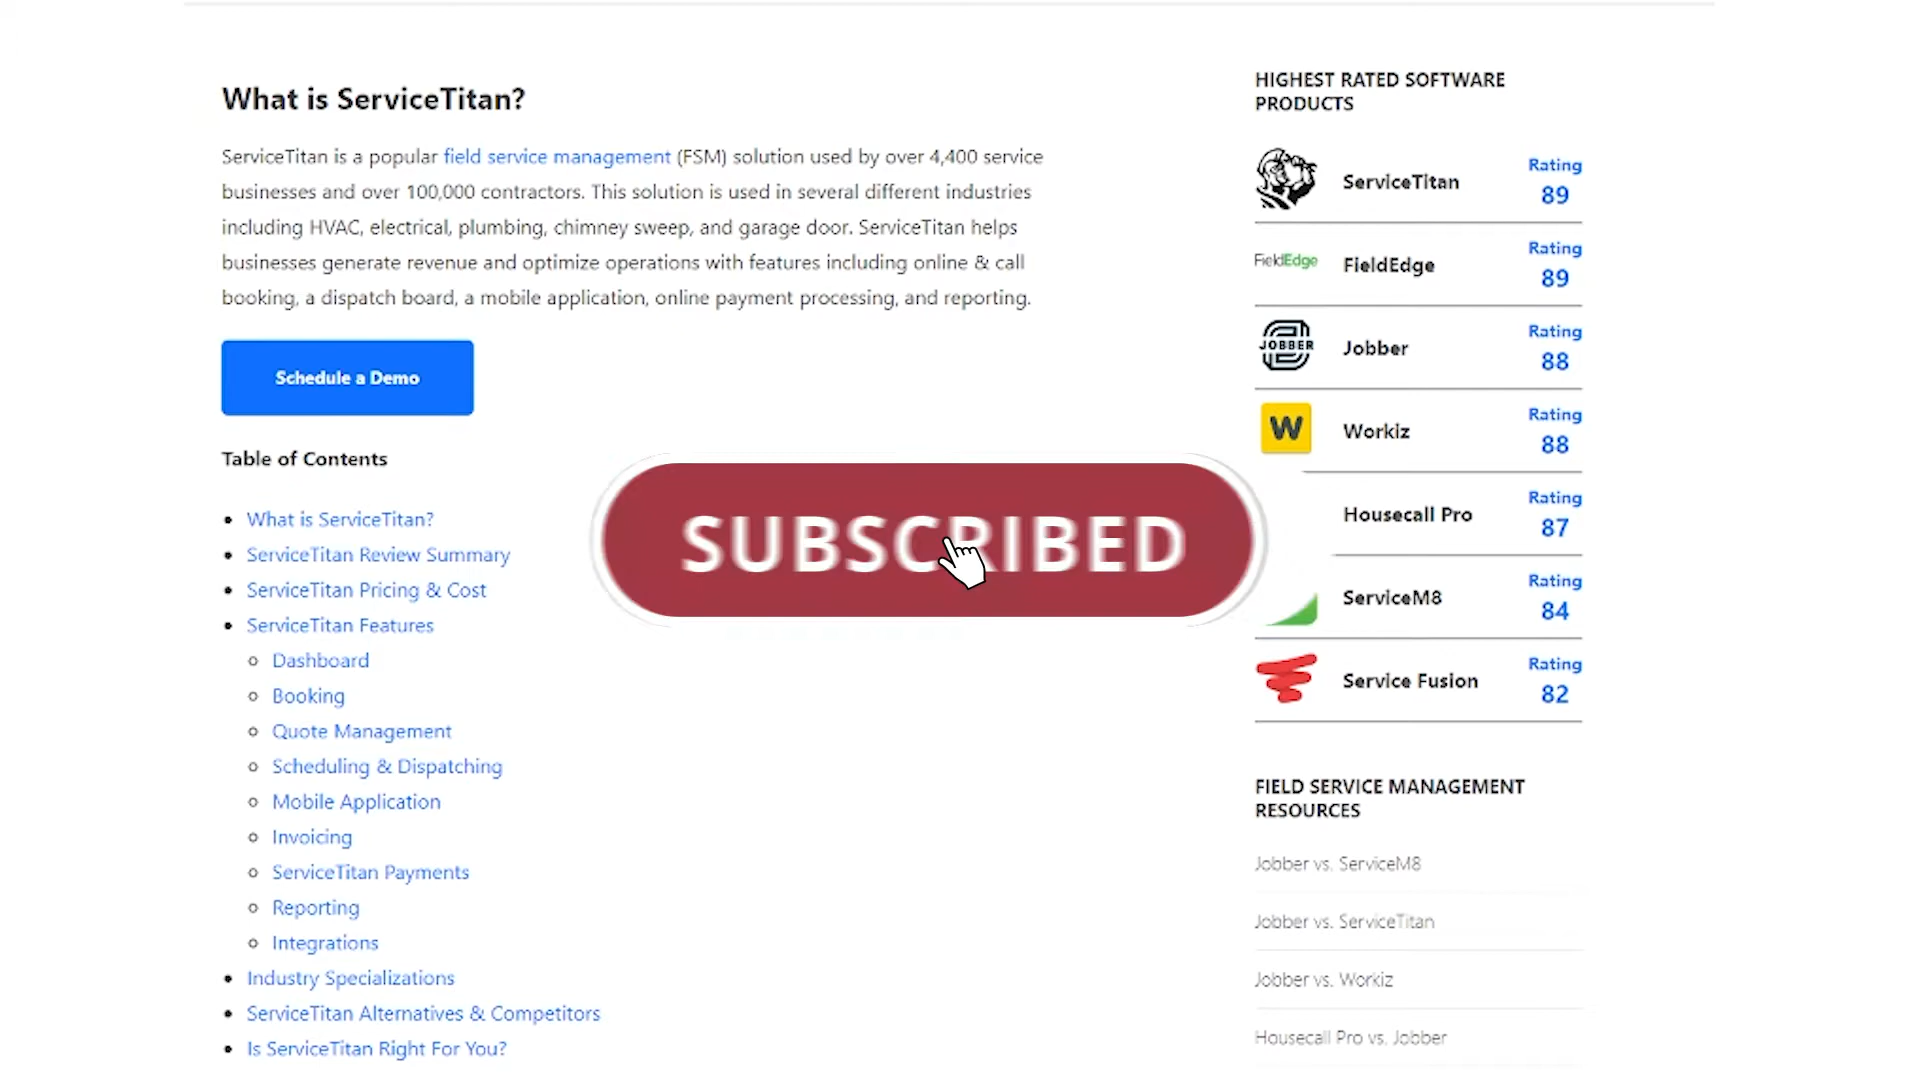 What is ServiceTitan?
ServiceTitan is a popular field service management (FSM) solution used by over 4,400 service
businesses and over 100,000 contractors. This solution is used in several different industries
including HVAC, electrical, plumbing, chimney sweep, and garage door. ServiceTitan helps
businesses generate revenue and optimize operations with features including online & call
booking, a dispatch board, a mobile application, online payment processing, and reporting.
Schedule a Demo
Table of Contents
What is ServiceTitan?
ServiceTitan Review Summary
ServiceTitan Pricing & Cost
ServiceTitan Features
Dashboard
Booking
Quote Management
Scheduling & Dispatching
Mobile Application
Invoicing
ServiceTitan Payments
Reporting
Integrations
Industry Specializations
ServiceTitan Alternatives & Competitors
Is ServiceTitan Right For You?
SUBSCRIBED
HIGHEST RATED SOFTWARE
PRODUCTS
ServiceTitan
Rating
89
FieldEdge
FieldEdge
Rating
89
JOBBER
Jobber
Rating
88
W
Workiz
Rating
88
Housecall Pro
Rating
87
ServiceM8
Rating
84
Service Fusion
Rating
82
FIELD SERVICE MANAGEMENT
RESOURCES
Jobber vs. ServiceM8
Jobber vs. ServiceTitan
Jobber vs. Workiz
Housecall Pro vs. Jobber